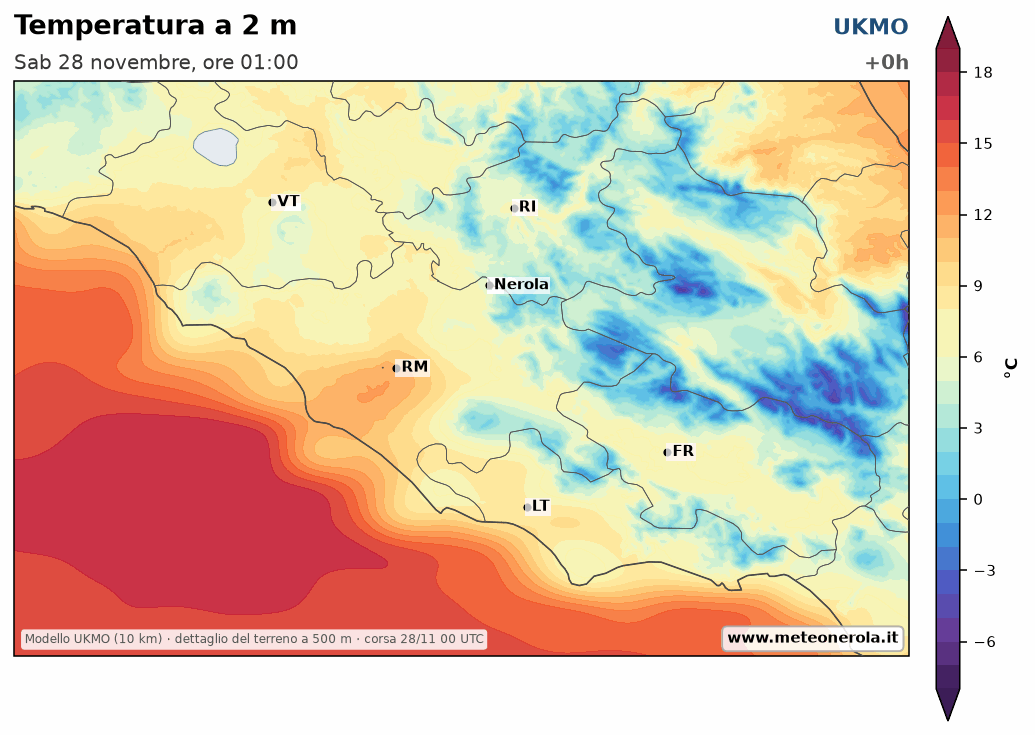 Temperatura a 2 m
UKMO
Sab 28 novembre, ore 01:00
+0h
VT
RI
Nerola
RM
FR
LT
Modello UKMO (10 km) · dettaglio del terreno a 500 m · corsa 28/11 00 UTC
www.meteonerola.it
18
15
12
9
6
3
0
−3
−6
°C